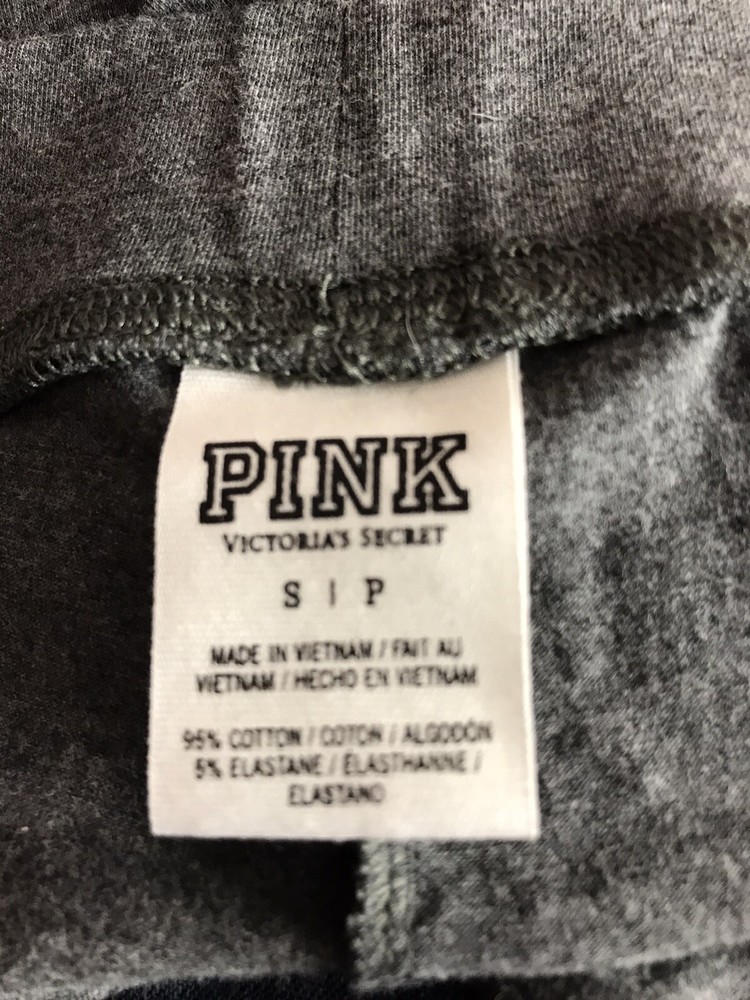 PINK
VICTORIA'S SECRET
S | P
MADE IN VIETNAM / FAIT AU
VIETNAM / HECHO EN VIETNAM
95% COTTON / COTON / ALGODÓN
5% ELASTANE / ÉLASTHANNE /
ELASTANO